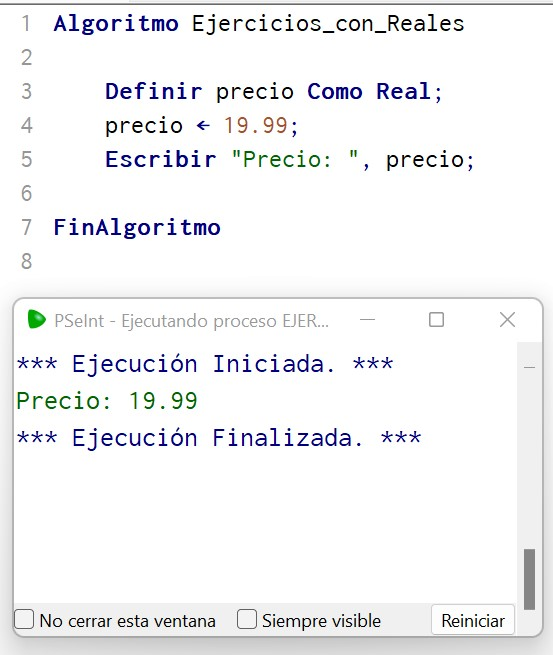 1 Algoritmo Ejercicios_con_Reales
2
3 Definir precio Como Real;
4 precio ← 19.99;
5 Escribir "Precio: ", precio;
6
7 FinAlgoritmo
8
PSeInt - Ejecutando proceso EJER...
*** Ejecución Iniciada. ***
Precio: 19.99
*** Ejecución Finalizada. ***
No cerrar esta ventana Siempre visible Reiniciar